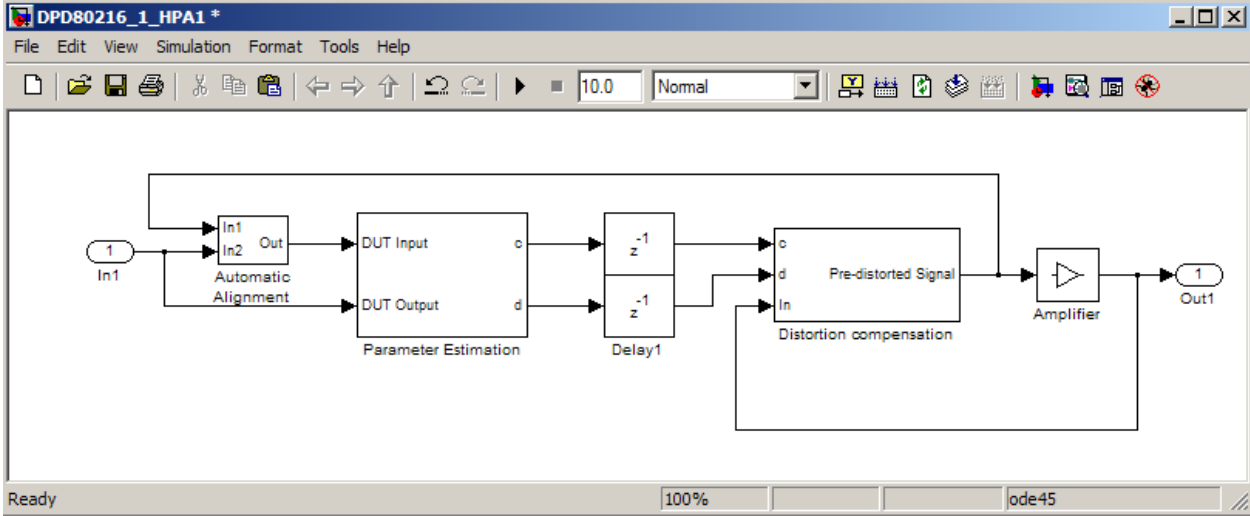 DPD80216_1_HPA1 *
File Edit View Simulation Format Tools Help
10.0 Normal
In1
In2
Out
Automatic
Alignment
1
In1
DUT Input
c
DUT Output
d
Parameter Estimation
z-1
z-1
Delay1
c
d
In
Pre-distorted Signal
Distortion compensation
Amplifier
1
Out1
Ready 100% ode45